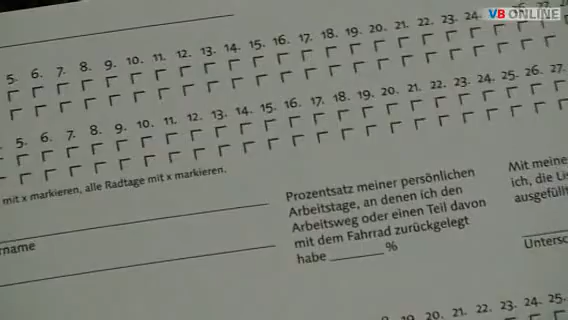 VB ONLINE
5. 6. 7. 8. 9. 10. 11. 12. 13. 14. 15. 16. 17. 18. 19. 20. 21. 22. 23. 24.
5. 6. 7. 8. 9. 10. 11. 12. 13. 14. 15. 16. 17. 18. 19. 20. 21. 22. 23. 24. 25. 26. 27.
mit x markieren, alle Radtage mit x markieren.
rname
Prozentsatz meiner persönlichen
Arbeitstage, an denen ich den
Arbeitsweg oder einen Teil davon
mit dem Fahrrad zurückgelegt
habe ________ %
Mit meine
ich, die Lis
ausgefüllt
Untersc
20. 21. 22. 23. 24. 25.